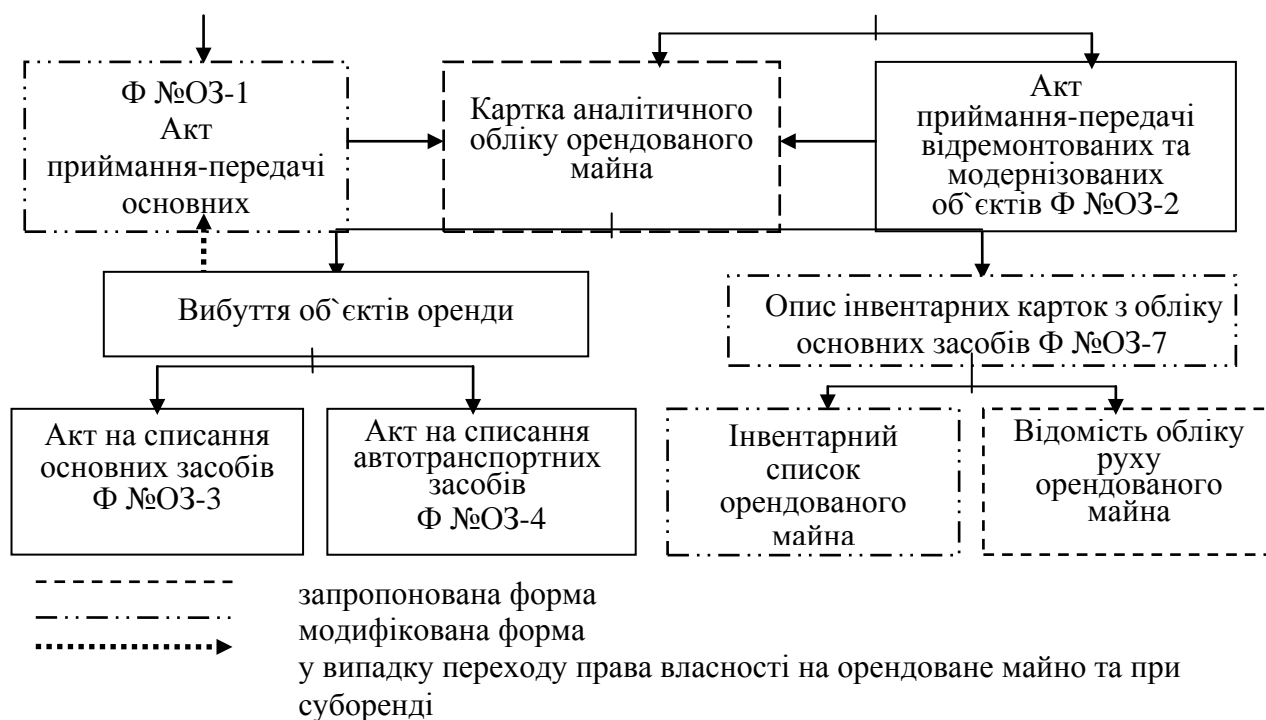 Ф №ОЗ-1
Акт
приймання-передачі
основних
Картка аналітичного
обліку орендованого
майна
Акт
приймання-передачі
відремонтованих та
модернізованих
об`єктів Ф №ОЗ-2
Вибуття об`єктів оренди
Опис інвентарних карток з обліку
основних засобів Ф №ОЗ-7
Акт на списання
основних засобів
Ф №ОЗ-3
Акт на списання
автотранспортних
засобів
Ф №ОЗ-4
Інвентарний
список
орендованого
майна
Відомість обліку
руху
орендованого
майна
запропонована форма
модифікована форма
у випадку переходу права власності на орендоване майно та при
суборенді